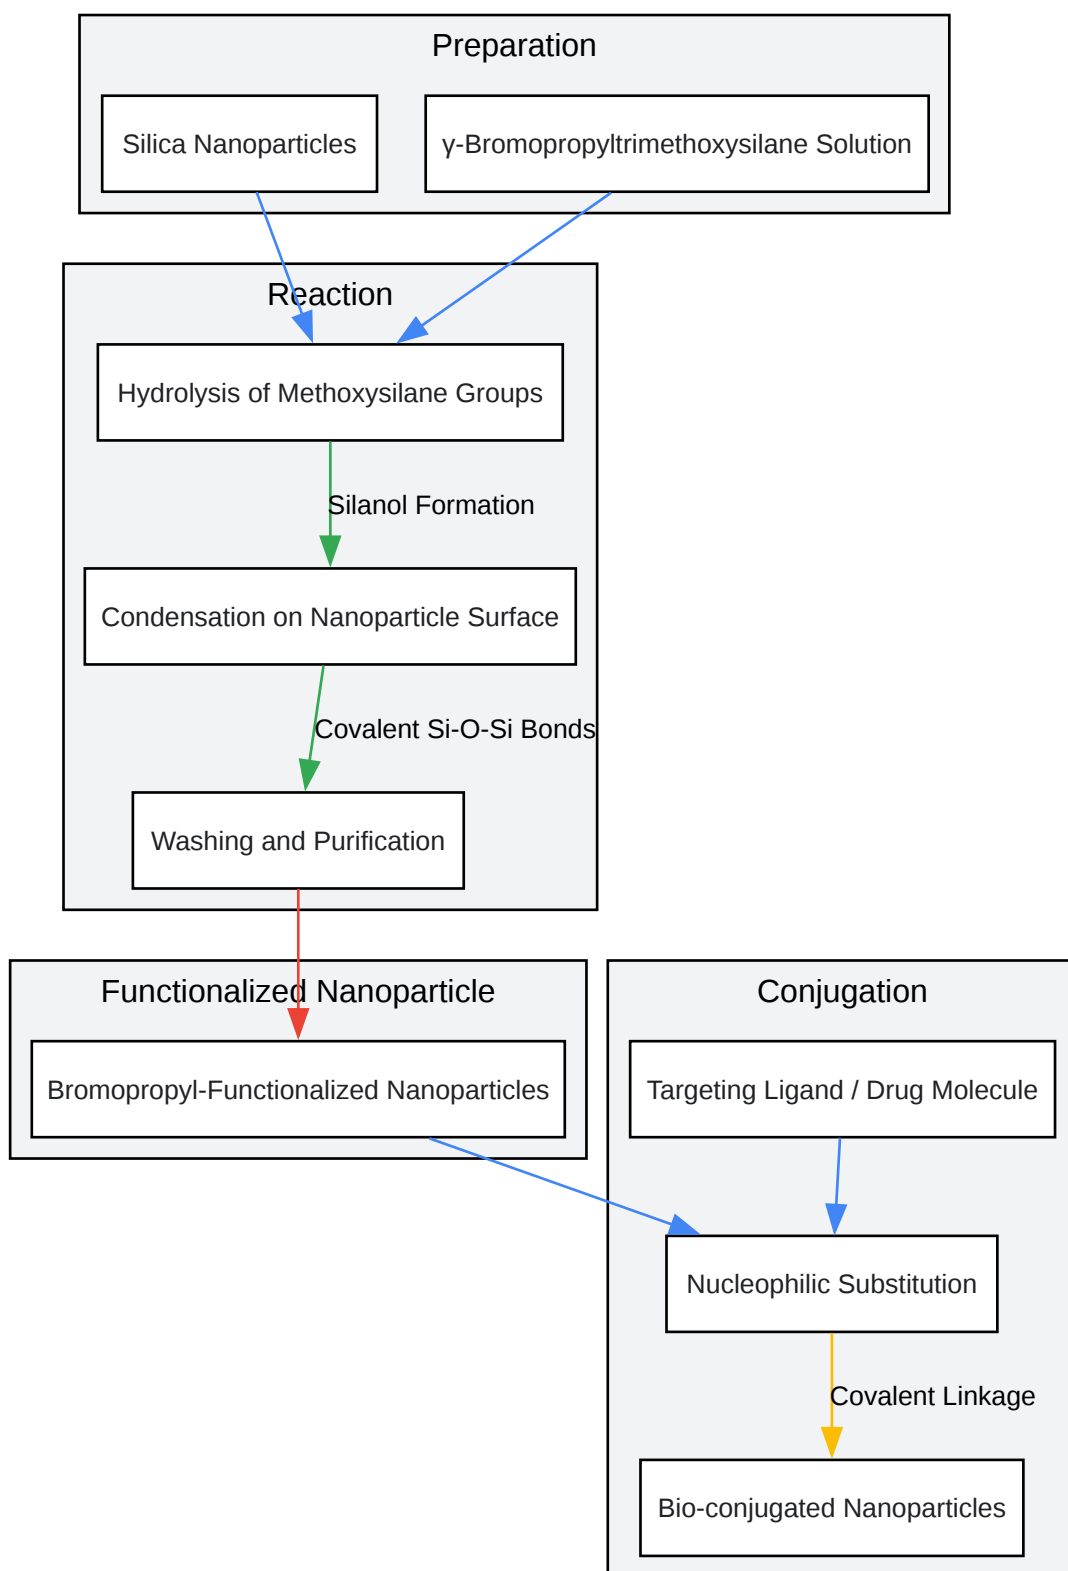 Preparation
Silica Nanoparticles
γ-Bromopropyltrimethoxysilane Solution
Reaction
Hydrolysis of Methoxysilane Groups
Silanol Formation
Condensation on Nanoparticle Surface
Covalent Si-O-Si Bonds
Washing and Purification
Functionalized Nanoparticle
Bromopropyl-Functionalized Nanoparticles
Conjugation
Targeting Ligand / Drug Molecule
Nucleophilic Substitution
Covalent Linkage
Bio-conjugated Nanoparticles